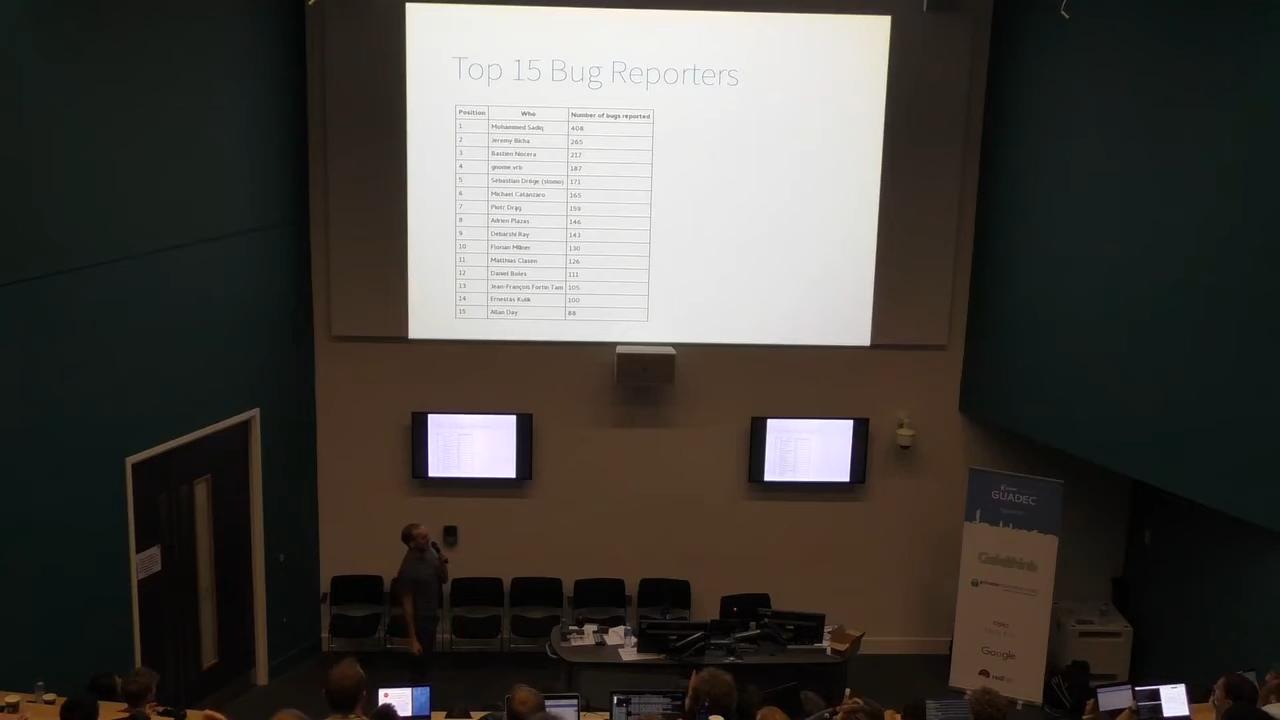 Top 15 Bug Reporters
Position Who Number of bugs reported
1 Mohammed Sadiq 408
2 Jeremy Bicha 265
3 Bastien Nocera 217
4 gnome.vrb 187
5 Sebastian Dröge (slomo) 171
6 Michael Catanzaro 165
7 Piotr Drąg 159
8 Adrien Plazas 146
9 Debarshi Ray 143
10 Florian Müllner 130
11 Matthias Clasen 126
12 Daniel Boles 111
13 Jean-François Fortin Tam 105
14 Ernestas Kulik 100
15 Allan Day 88
GUADEC
Codethink
Google